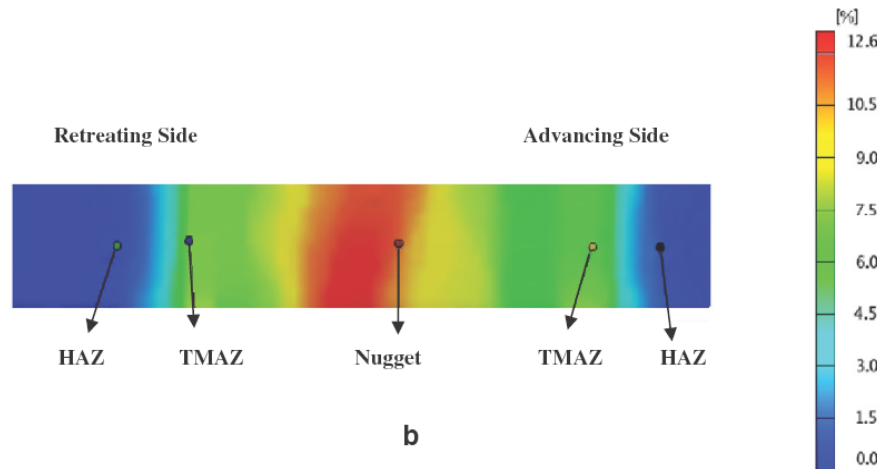 [%]
12.6
10.5
9.0
7.5
6.0
4.5
3.0
1.5
0.0
Retreating Side
Advancing Side
HAZ
TMAZ
Nugget
TMAZ
HAZ
b